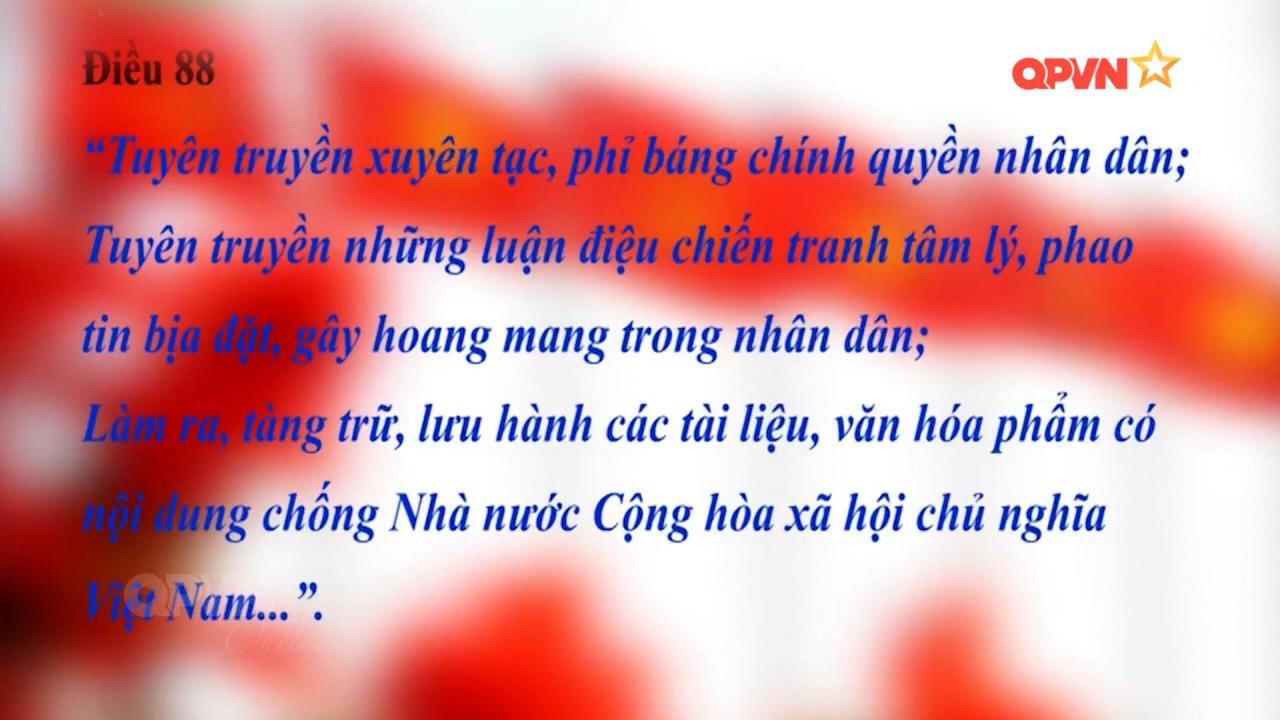 Điều 88
QPVN
“Tuyên truyền xuyên tạc, phỉ báng chính quyền nhân dân;
Tuyên truyền những luận điệu chiến tranh tâm lý, phao
tin bịa đặt, gây hoang mang trong nhân dân;
Làm ra, tàng trữ, lưu hành các tài liệu, văn hóa phẩm có
nội dung chống Nhà nước Cộng hòa xã hội chủ nghĩa
Việt Nam...”.